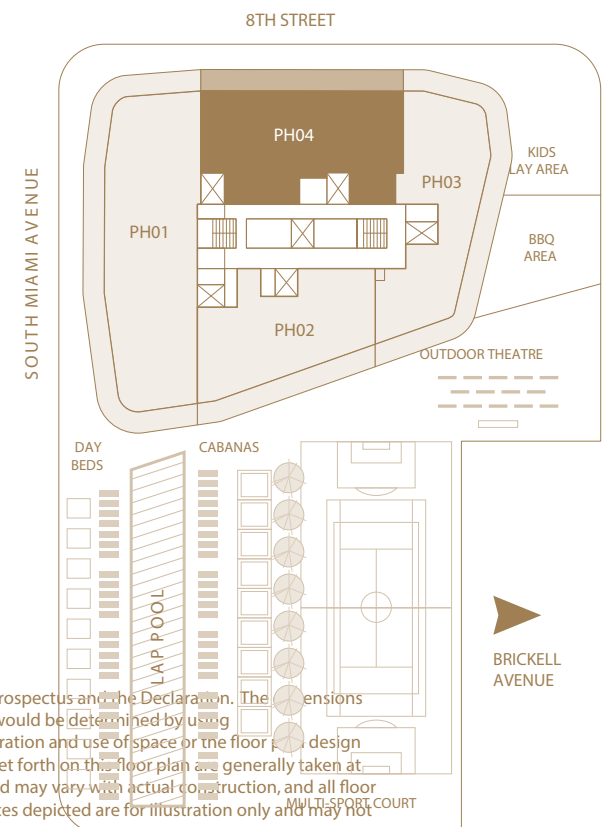 8TH STREET
PH04
KIDS
LAY AREA
PH03
SOUTH MIAMI AVENUE
PH01
BBQ
AREA
PH02
OUTDOOR THEATRE
DAY
BEDS
CABANAS
LAP POOL
BRICKELL
AVENUE
rospectus and the Declaration. The ensions
would be determined by using
ration and use of space or the floor plan design
et forth on this floor plan are generally taken at
d may vary with actual construction, and all floor
MULTI-SPORT COURT
ces depicted are for illustration only and may not